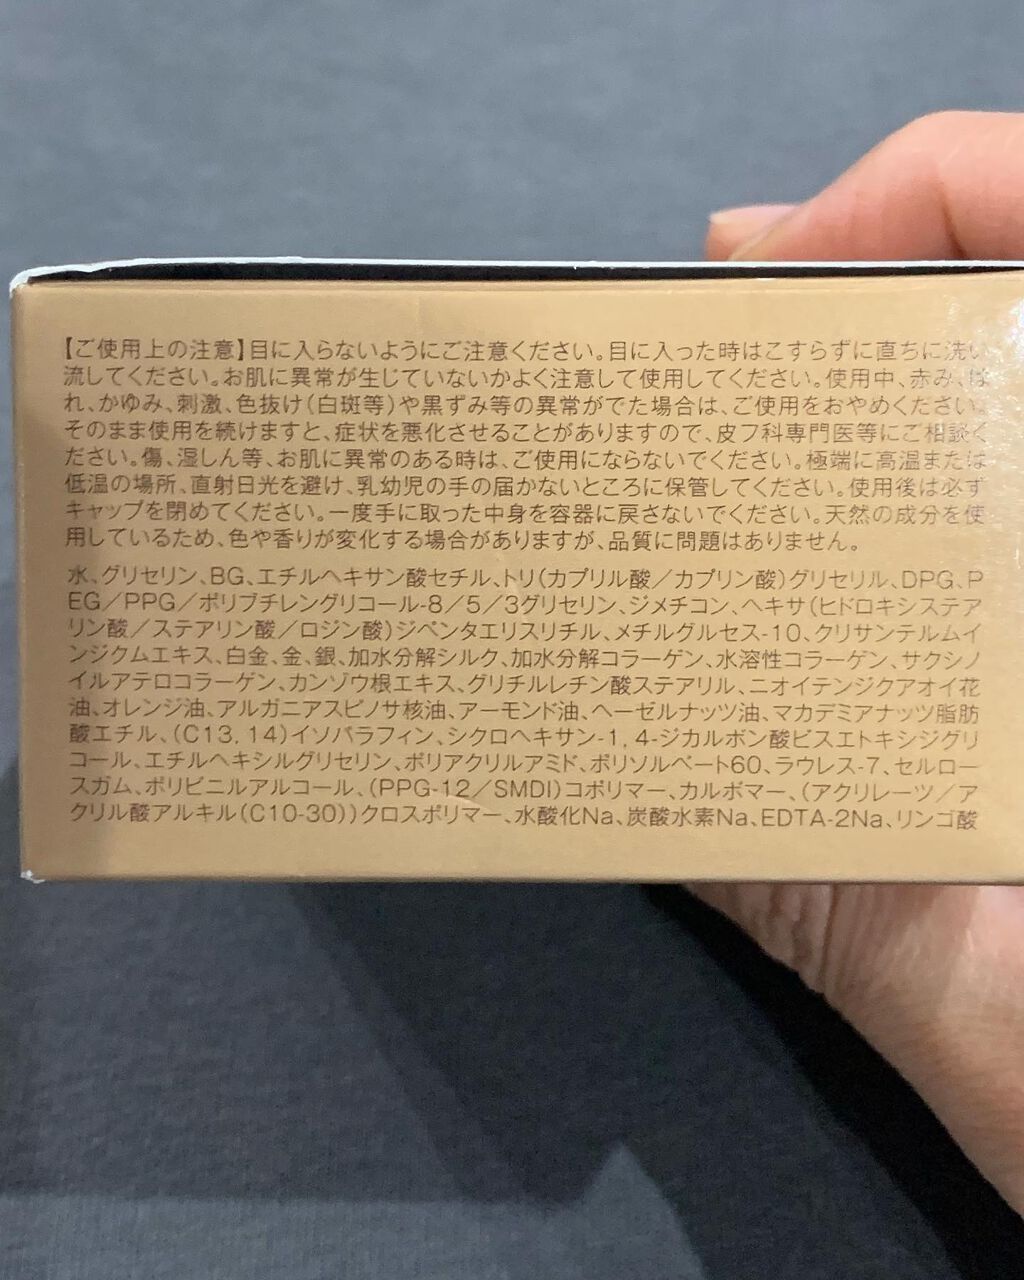 【ご使用上の注意】目に入らないようにご注意ください。目に入った時はこすらずに直ちに洗い
流してください。お肌に異常が生じていないかよく注意して使用してください。使用中、赤み、は
れ、かゆみ、刺激、色抜け(白斑等)や黒ずみ等の異常がでた場合は、ご使用をおやめください。
そのまま使用を続けますと、症状を悪化させることがありますので、皮フ科専門医等にご相談く
ださい。傷、湿しん等、お肌に異常のある時は、ご使用にならないでください。極端に高温または
低温の場所、直射日光を避け、乳幼児の手の届かないところに保管してください。使用後は必ず
キャップを閉めてください。一度手に取った中身を容器に戻さないでください。天然の成分を使
用しているため、色や香りが変化する場合がありますが、品質に問題はありません。
水、グリセリン、BG、エチルヘキサン酸セチル、トリ(カプリル酸/カプリン酸)グリセリル、DPG、P
EG/PPG/ポリブチレングリコール-8/5/3グリセリン、ジメチコン、ヘキサ(ヒドロキシステア
リン酸/ステアリン酸/ロジン酸)ジペンタエリスリチル、メチルグルセス-10、クリサンテルムイ
ンジクムエキス、白金、金、銀、加水分解シルク、加水分解コラーゲン、水溶性コラーゲン、サクシノ
イルアテロコラーゲン、カンゾウ根エキス、グリチルレチン酸ステアリル、ニオイテンジクアオイ花
油、オレンジ油、アルガニアスピノサ核油、アーモンド油、ヘーゼルナッツ油、マカデミアナッツ脂肪
酸エチル、(C13,14)イソパラフィン、シクロヘキサン-1,4-ジカルボン酸ビスエトキシジグリ
コール、エチルヘキシルグリセリン、ポリアクリルアミド、ポリソルベート60、ラウレス-7、セルロー
スガム、ポリビニルアルコール、(PPG-12/SMDI)コポリマー、カルボマー、(アクリレーツ/ア
クリル酸アルキル(C10-30))クロスポリマー、水酸化Na、炭酸水素Na、EDTA-2Na、リンゴ酸